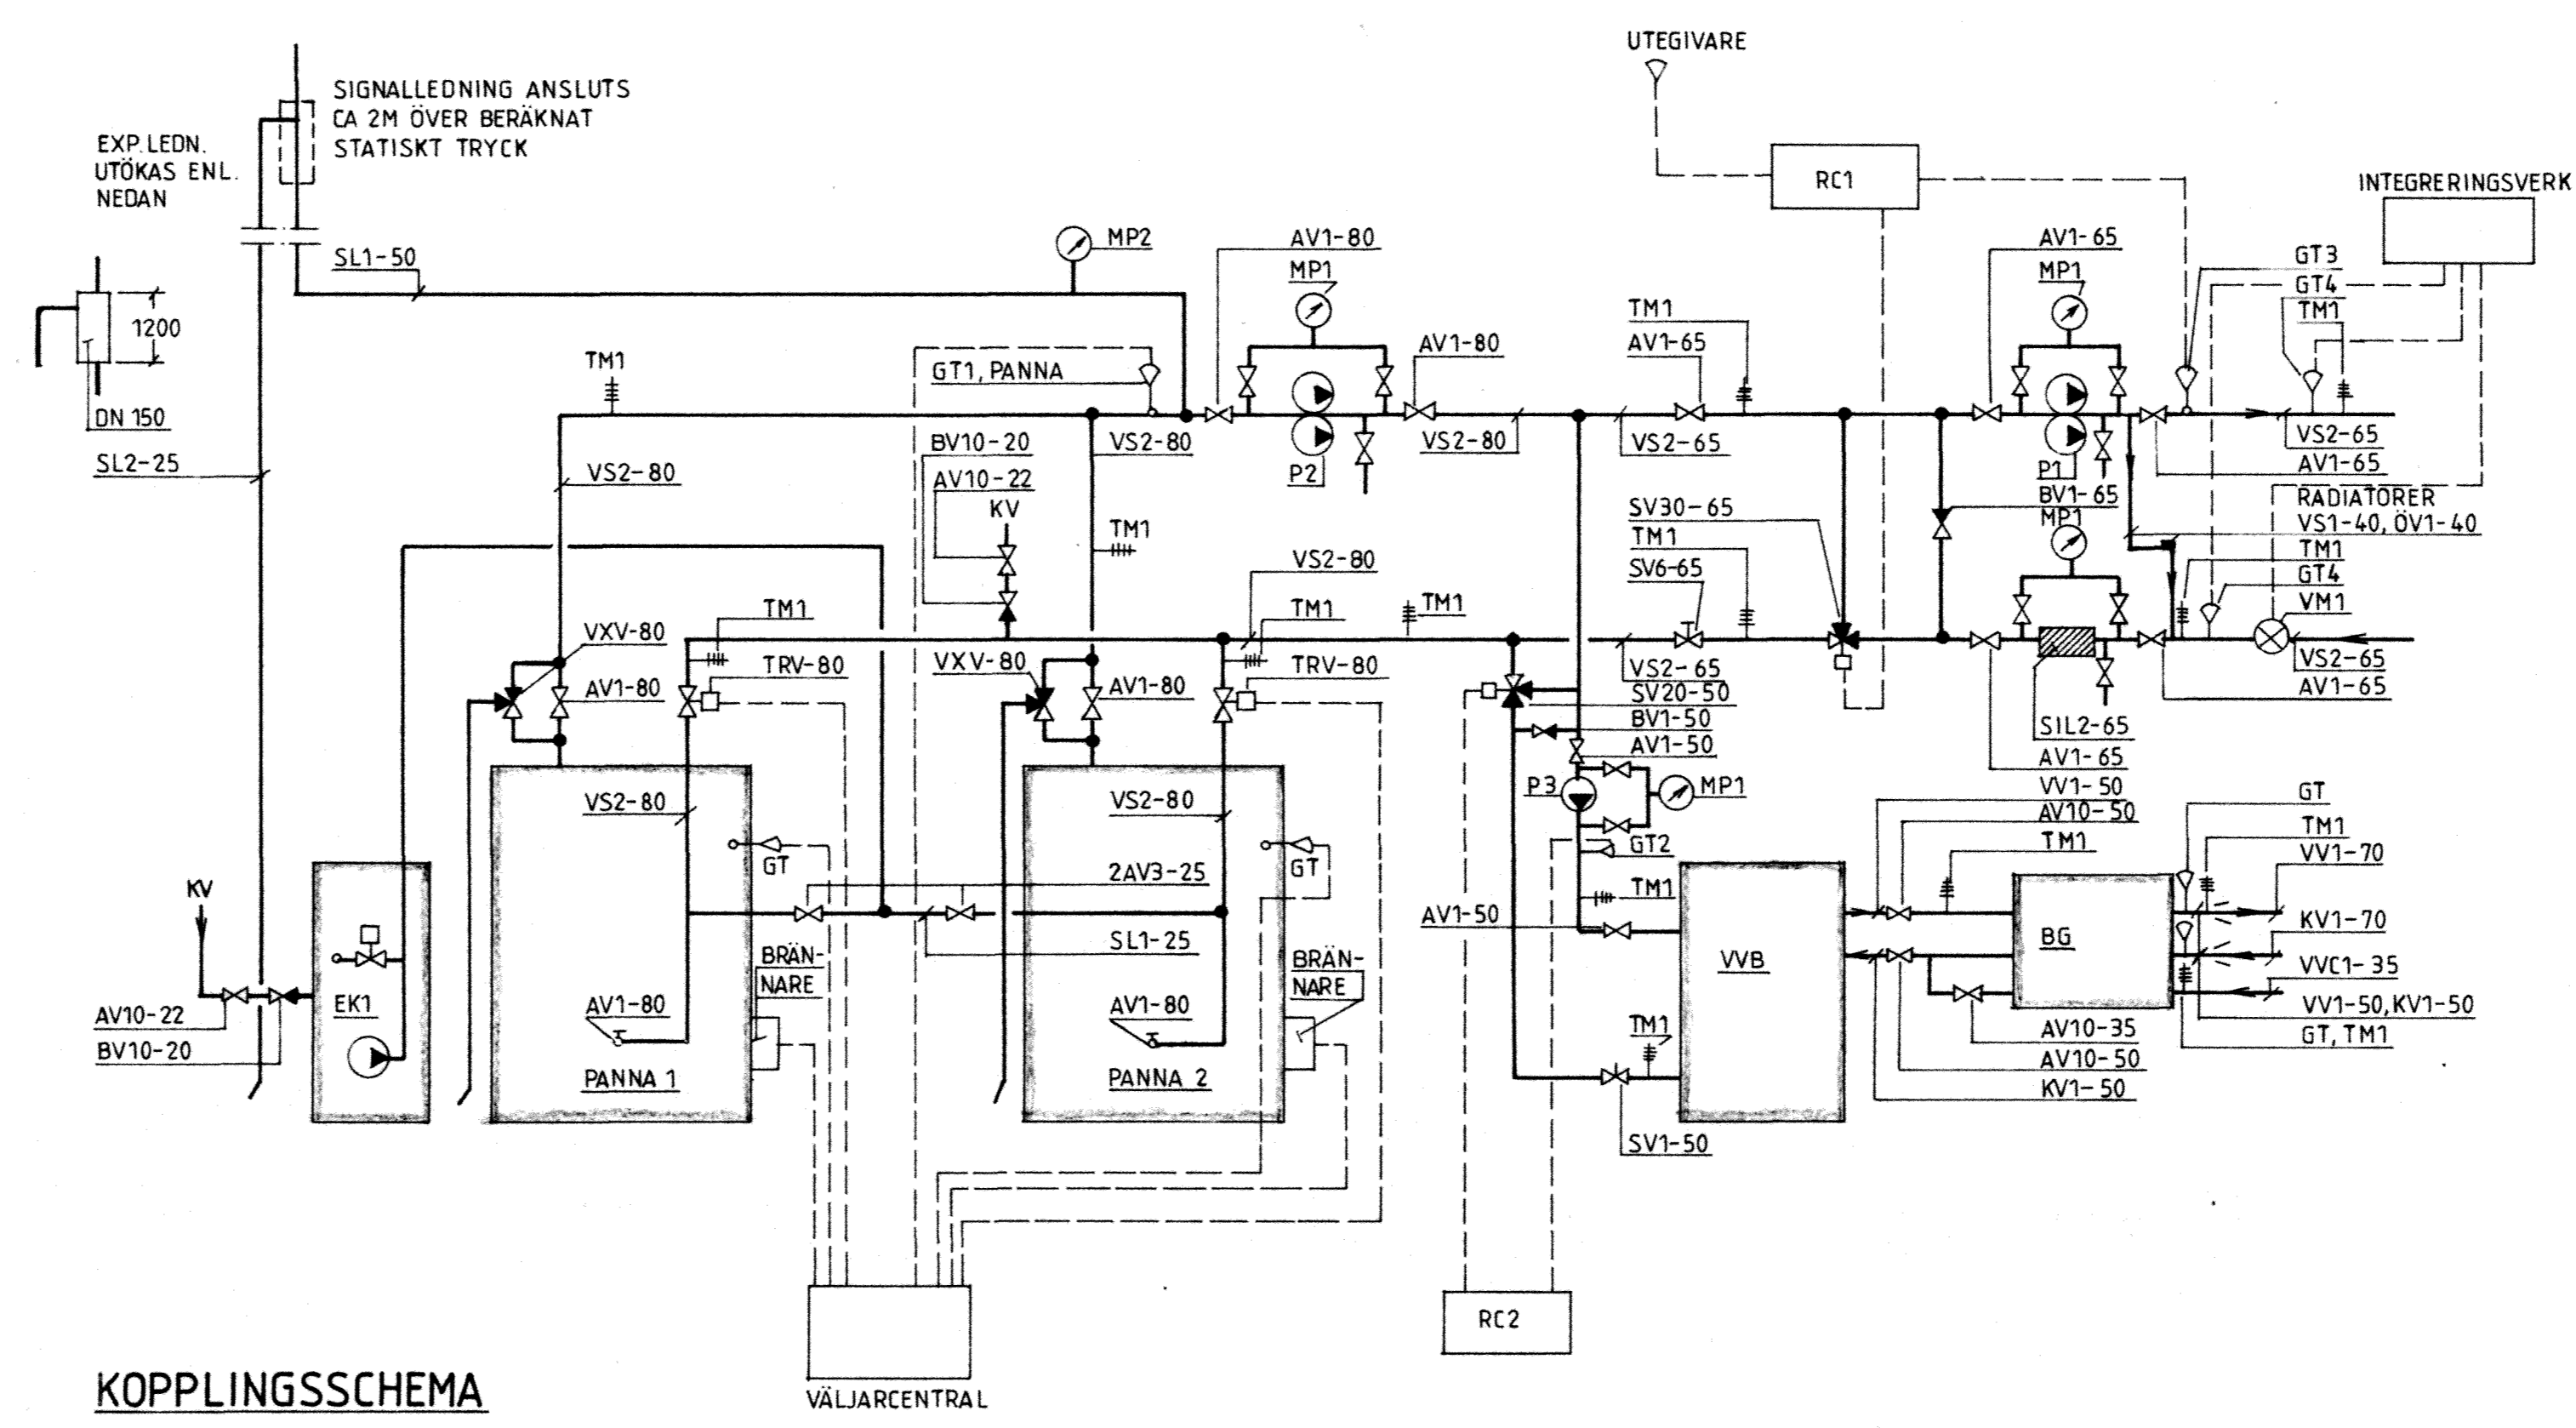 UTEGIVARE
SIGNALLEDNING ANSLUTS
CA 2M ÖVER BERÄKNAT
STATISKT TRYCK
EXP.LEDN.
UTÖKAS ENL.
NEDAN
RC1
INTEGRERINGSVERK
SL1-50
MP2
AV1-80
MP1
AV1-65
MP1
GT3
GT4
TM1
1200
DN 150
TM1
GT1, PANNA
AV1-80
TM1
AV1-65
SL2-25
VS2-80
BV10-20
AV10-22
KV
VS2-80
P2
VS2-80
VS2-65
P1
VS2-65
AV1-65
BV1-65
MP1
RADIATORER
VS1-40, ÖV1-40
TM1
SV30-65
TM1
SV6-65
VS2-80
TM1
GT4
VM1
VXV-80
TM1
TRV-80
AV1-80
VXV-80
AV1-80
TM1
TRV-80
TM1
VS2-65
SV20-50
BV1-50
AV1-50
VS2-65
AV1-65
SIL2-65
AV1-65
P3
MP1
GT2
TM1
AV1-50
VV1-50
AV10-50
TM1
GT
TM1
VV1-70
KV1-70
VVC1-35
VV1-50, KV1-50
GT, TM1
VS2-80
GT
VS2-80
GT
2AV3-25
SL1-25
KV
EK1
AV10-22
BV10-20
AV1-80
BRÄN-
NARE
PANNA 1
AV1-80
BRÄN-
NARE
PANNA 2
VVB
BG
TM1
SV1-50
AV10-35
AV10-50
KV1-50
RC2
VÄLJARCENTRAL
KOPPLINGSSCHEMA